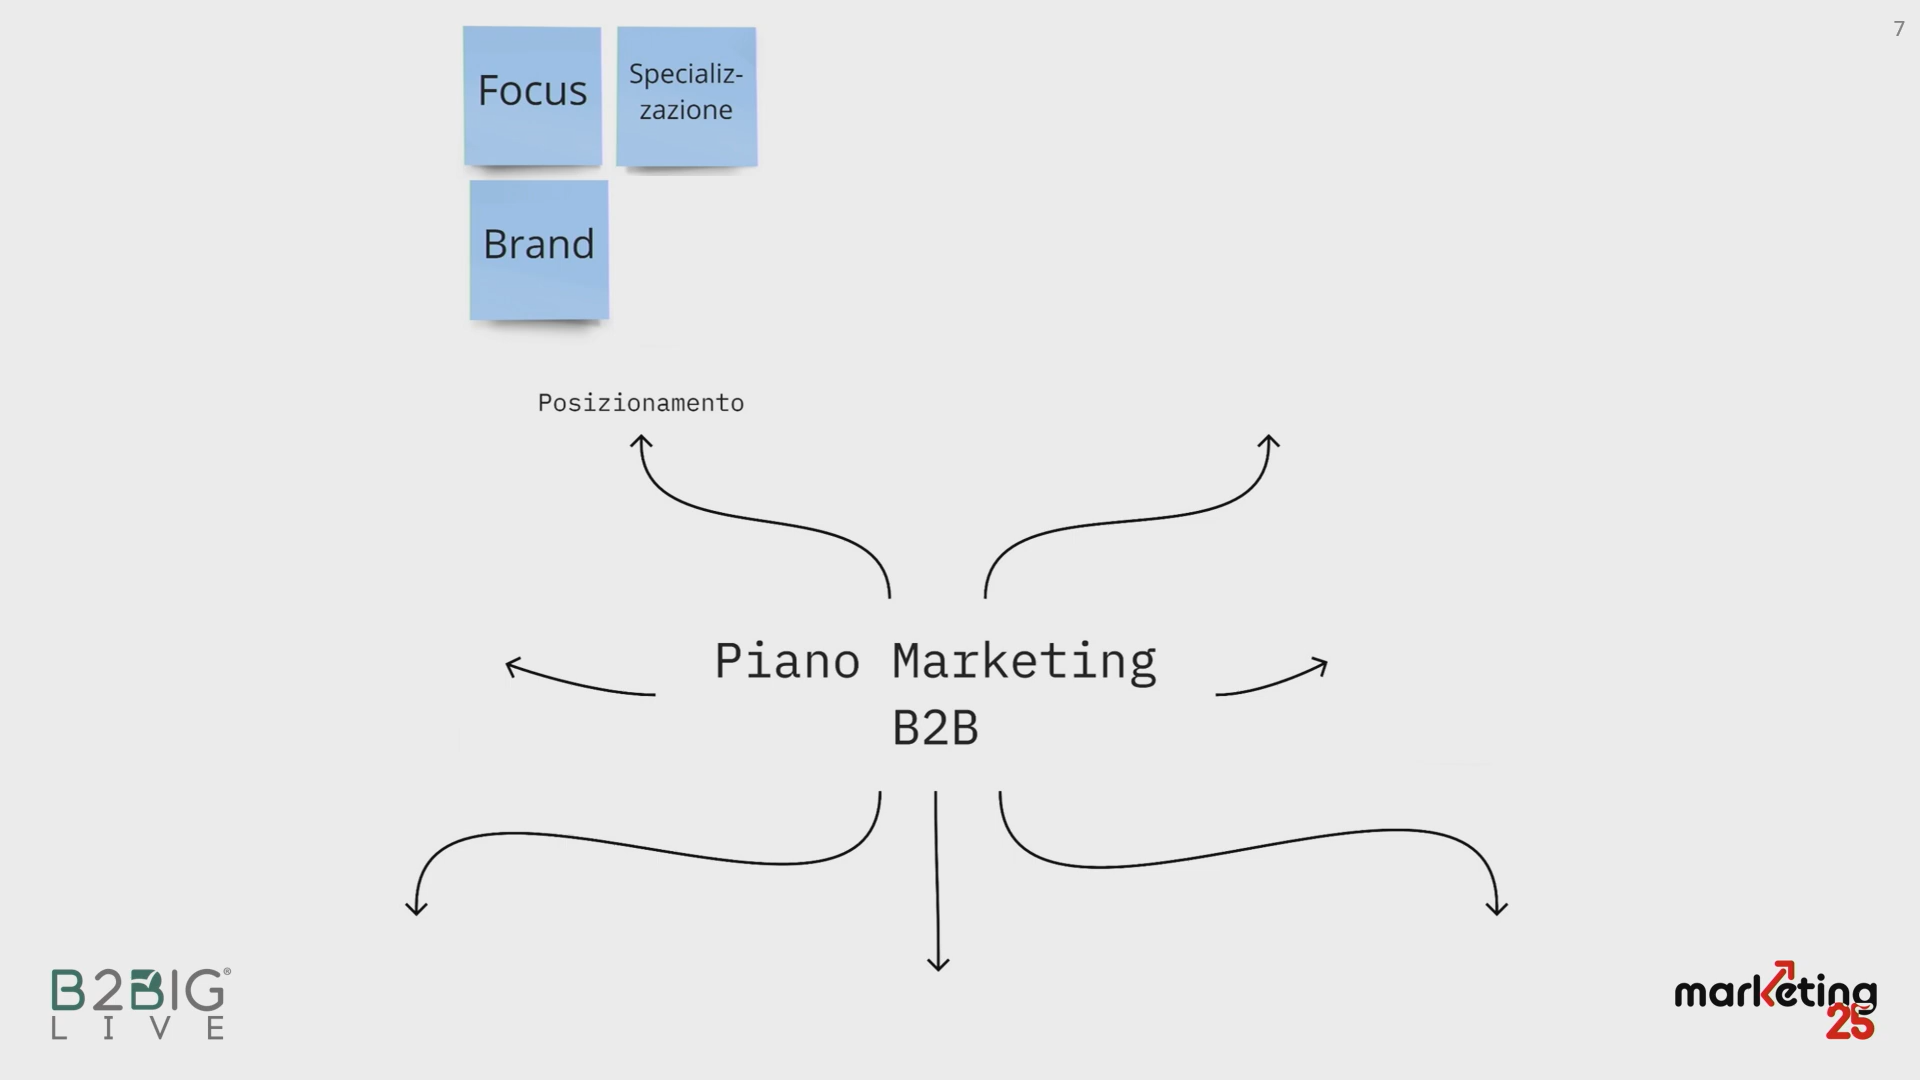 7
Focus
Specializ-
zazione
Brand
Posizionamento
Piano Marketing
B2B
B2BIG®
LIVE
marketing
25